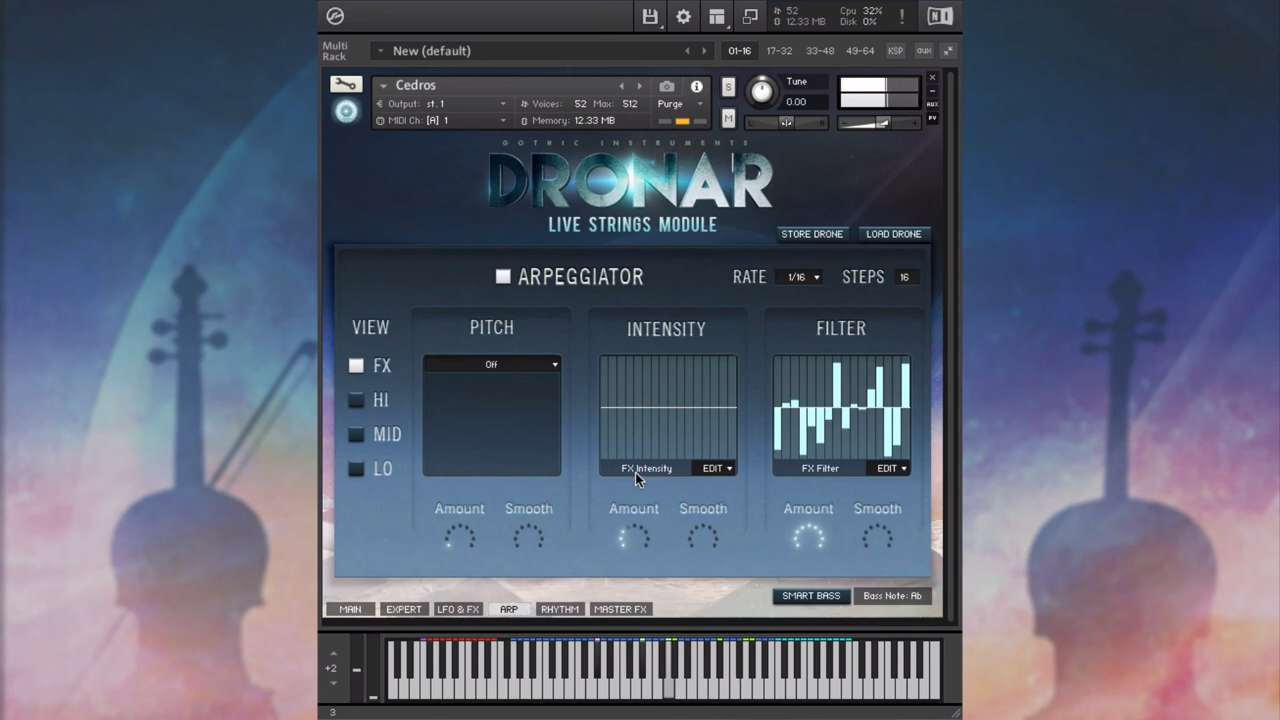 52 Cpu 32% !
12.33 MB Disk 0%
Multi Rack New (default) 01-16 17-32 33-48 49-64 KSP aux
Cedros i S Tune
Output: st. 1 Voices: 52 Max: 512 Purge 0.00
MIDI Ch: [A] 1 Memory: 12.33 MB M L R
AUX
PV
GOTHIC INSTRUMENTS
DRONAR
LIVE STRINGS MODULE
STORE DRONE LOAD DRONE
ARPEGGIATOR RATE 1/16 STEPS 16
VIEW PITCH INTENSITY FILTER
FX Off
HI
MID
LO FX Intensity EDIT FX Filter EDIT
Amount Smooth Amount Smooth Amount Smooth
SMART BASS Bass Note: Ab
MAIN EXPERT LFO & FX ARP RHYTHM MASTER FX
+2
3